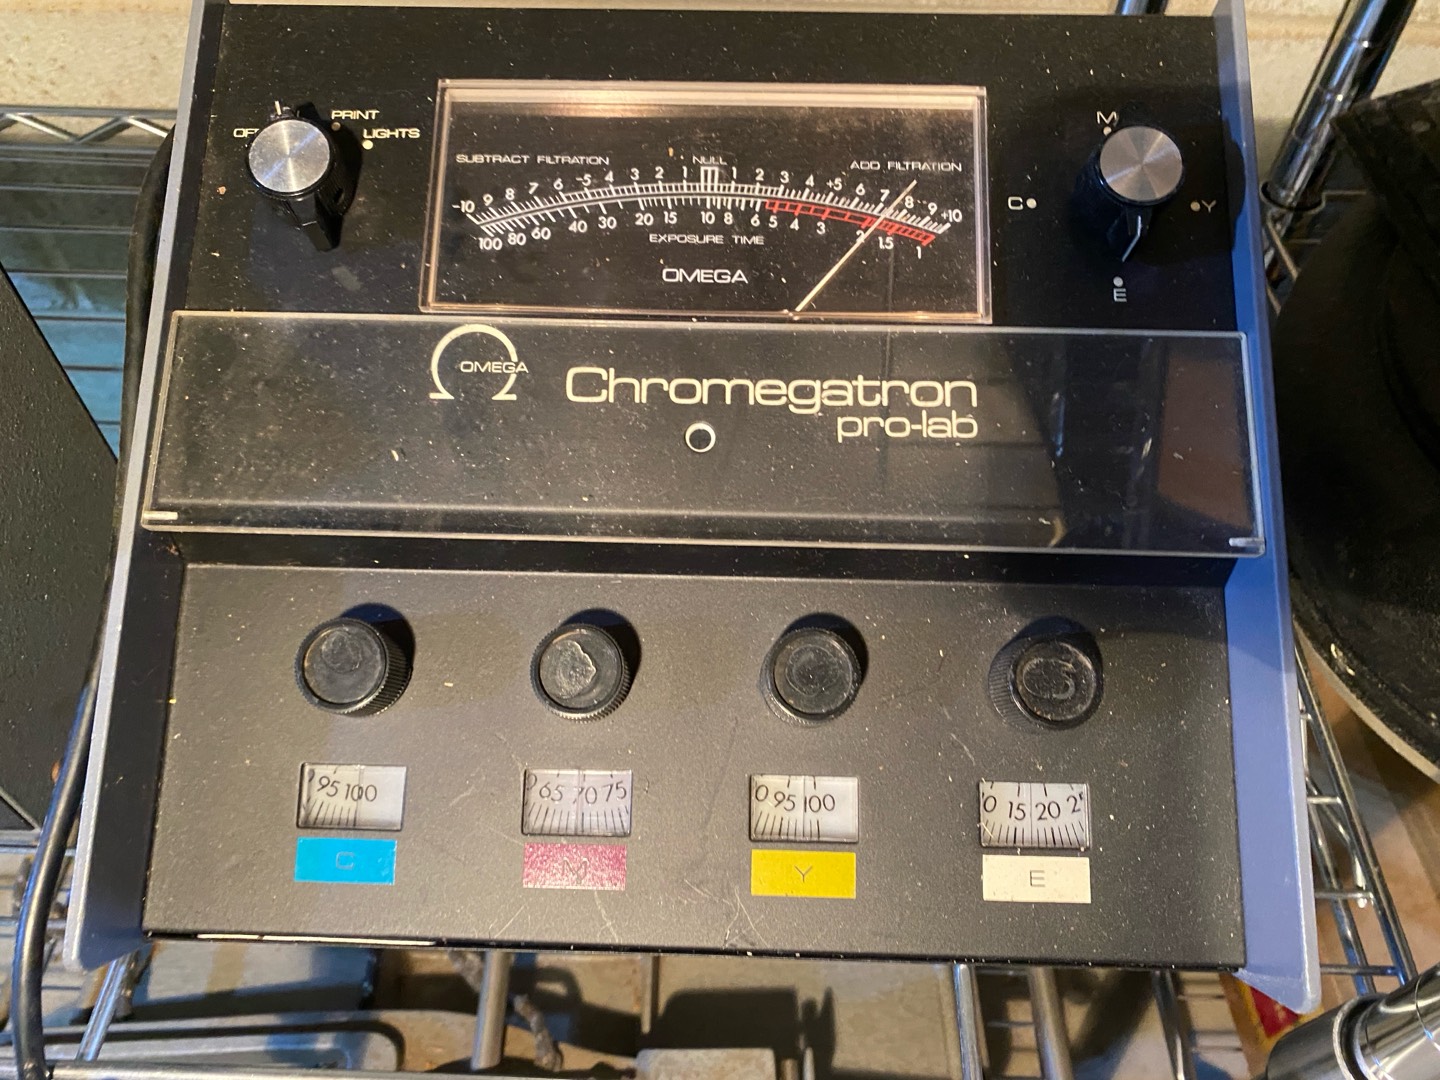 PRINT
LIGHTS
SUBTRACT FILTRATION NULL ADD FILTRATION
-10 9 8 7 6 -5 4 3 2 1 1 2 3 4 +5 6 7 8 9 +10
100 80 60 40 30 20 15 10 8 6 5 4 3 2 1.5 1
EXPOSURE TIME
OMEGA
M
C
Y
E
OMEGA
Chromegatron
pro-lab
95 100
65 70 75
95 100
15 20
C
M
Y
E